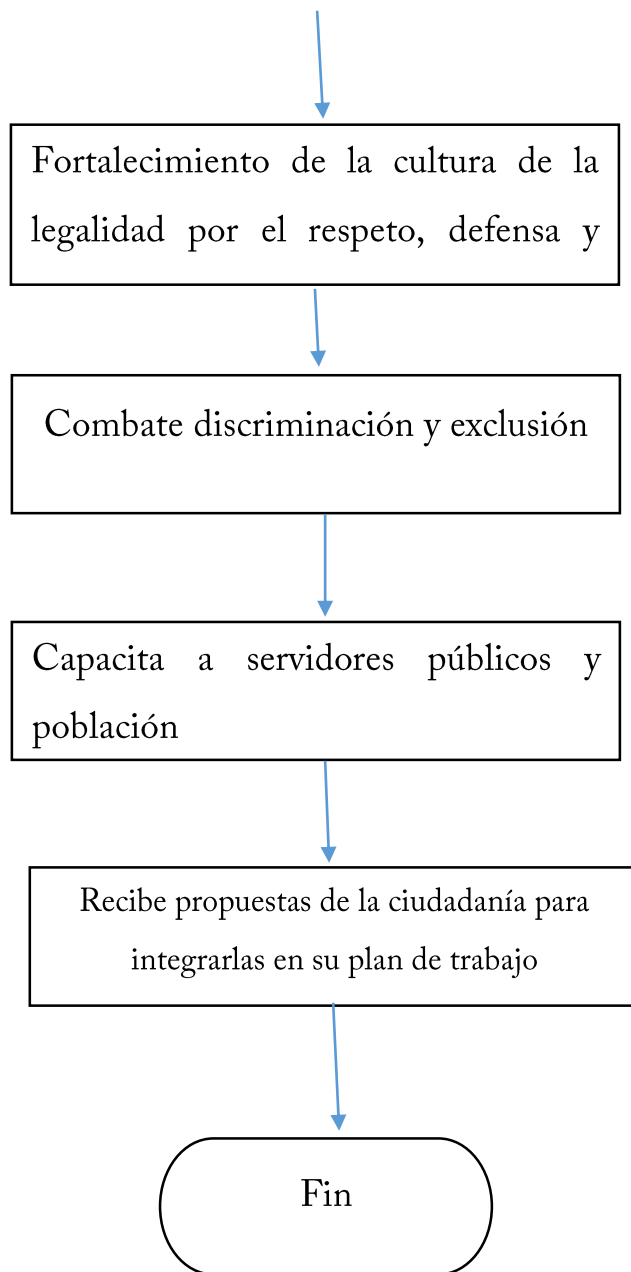 Fortalecimiento de la cultura de la
legalidad por el respeto, defensa y
Combate discriminación y exclusión
Capacita a servidores públicos y
población
Recibe propuestas de la ciudadanía para
integrarlas en su plan de trabajo
Fin